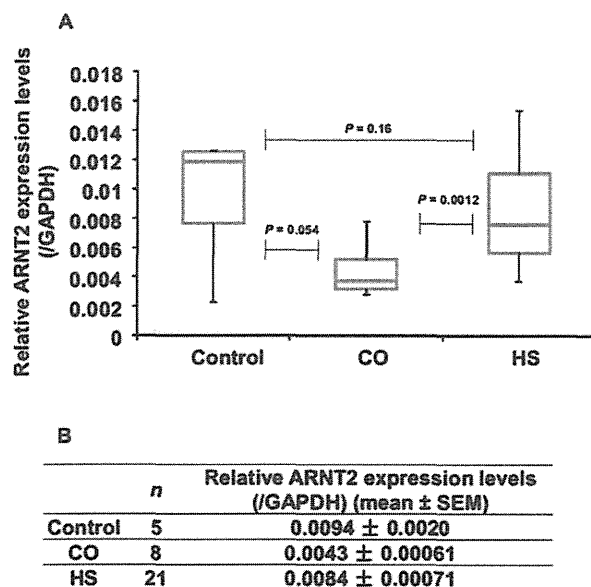 A
Relative ARNT2 expression levels
(/GAPDH)
0.018
0.016
0.014
0.012
0.01
0.008
0.006
0.004
0.002
0
P = 0.16
P = 0.0012
P = 0.054
Control CO HS
B
n Relative ARNT2 expression levels
(/GAPDH) (mean ± SEM)
Control 5 0.0094 ± 0.0020
CO 8 0.0043 ± 0.00061
HS 21 0.0084 ± 0.00071